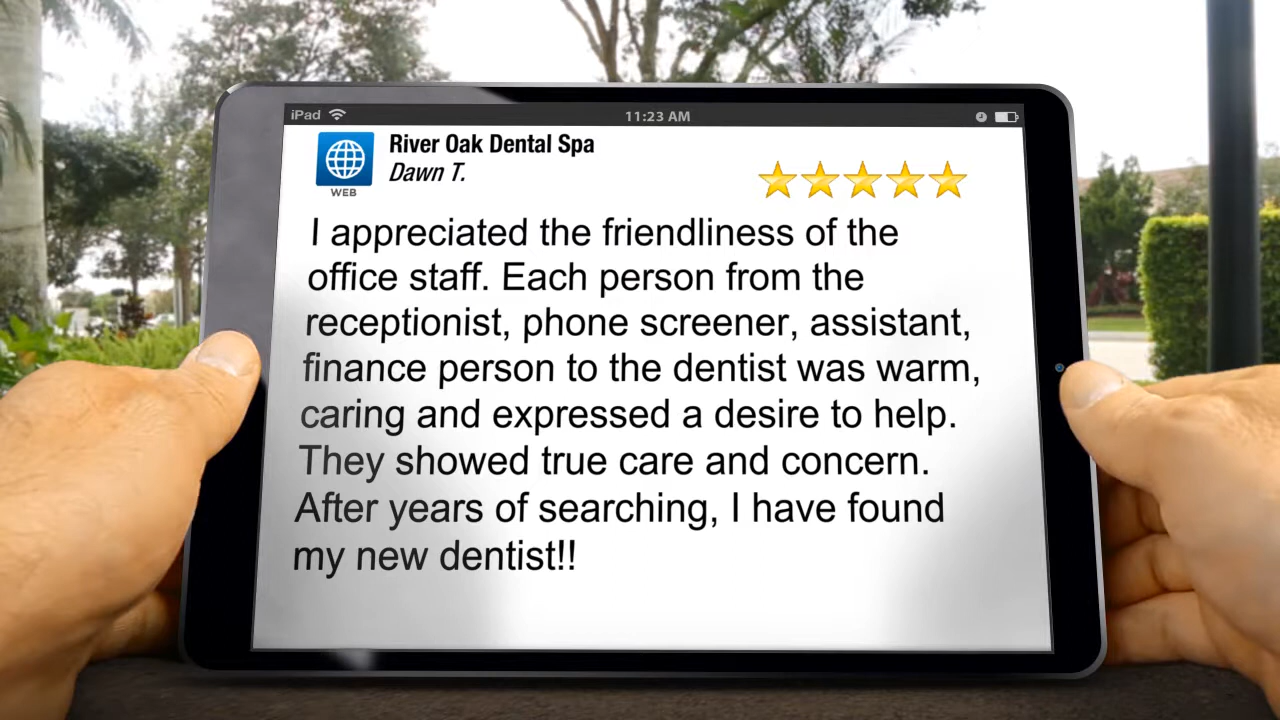 iPad 11:23 AM
River Oak Dental Spa
Dawn T.
WEB
I appreciated the friendliness of the
office staff. Each person from the
receptionist, phone screener, assistant,
finance person to the dentist was warm,
caring and expressed a desire to help.
They showed true care and concern.
After years of searching, I have found
my new dentist!!